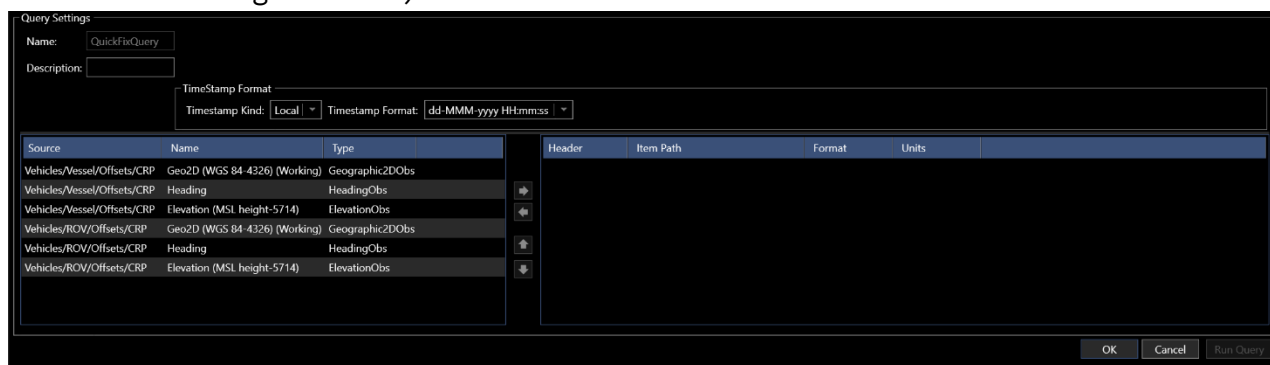 Query Settings
Name: QuickFixQuery
Description:
TimeStamp Format
Timestamp Kind: Local Timestamp Format: dd-MMM-yyyy HH:mm:ss
Source Name Type Header Item Path Format Units
Vehicles/Vessel/Offsets/CRP Geo2D (WGS 84-4326) (Working) Geographic2DObs
Vehicles/Vessel/Offsets/CRP Heading HeadingObs
Vehicles/Vessel/Offsets/CRP Elevation (MSL height-5714) ElevationObs
Vehicles/ROV/Offsets/CRP Geo2D (WGS 84-4326) (Working) Geographic2DObs
Vehicles/ROV/Offsets/CRP Heading HeadingObs
Vehicles/ROV/Offsets/CRP Elevation (MSL height-5714) ElevationObs
OK Cancel Run Query